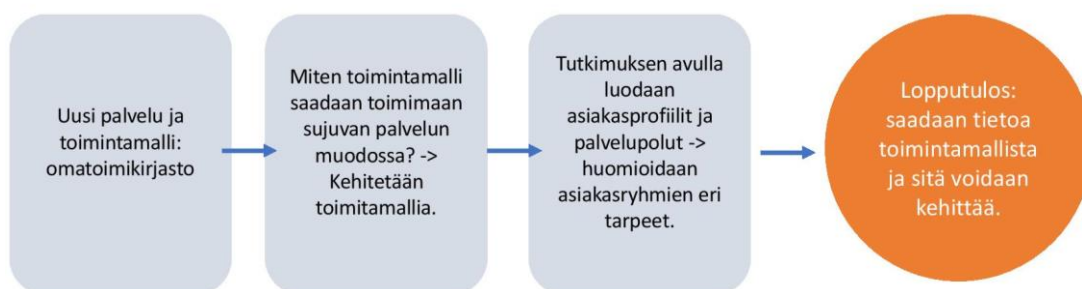 Uusi palvelu ja
toimintamalli:
omatoimikirjasto
Miten toimintamalli
saadaan toimimaan
sujuvan palvelun
muodossa? ->
Kehitetään
toimitamallia.
Tutkimuksen avulla
luodaan
asiakasprofiilit ja
palvelupolut ->
huomioidaan
asiakasryhmien eri
tarpeet.
Lopputulos:
saadaan tietoa
toimintamallista
ja sitä voidaan
kehittää.